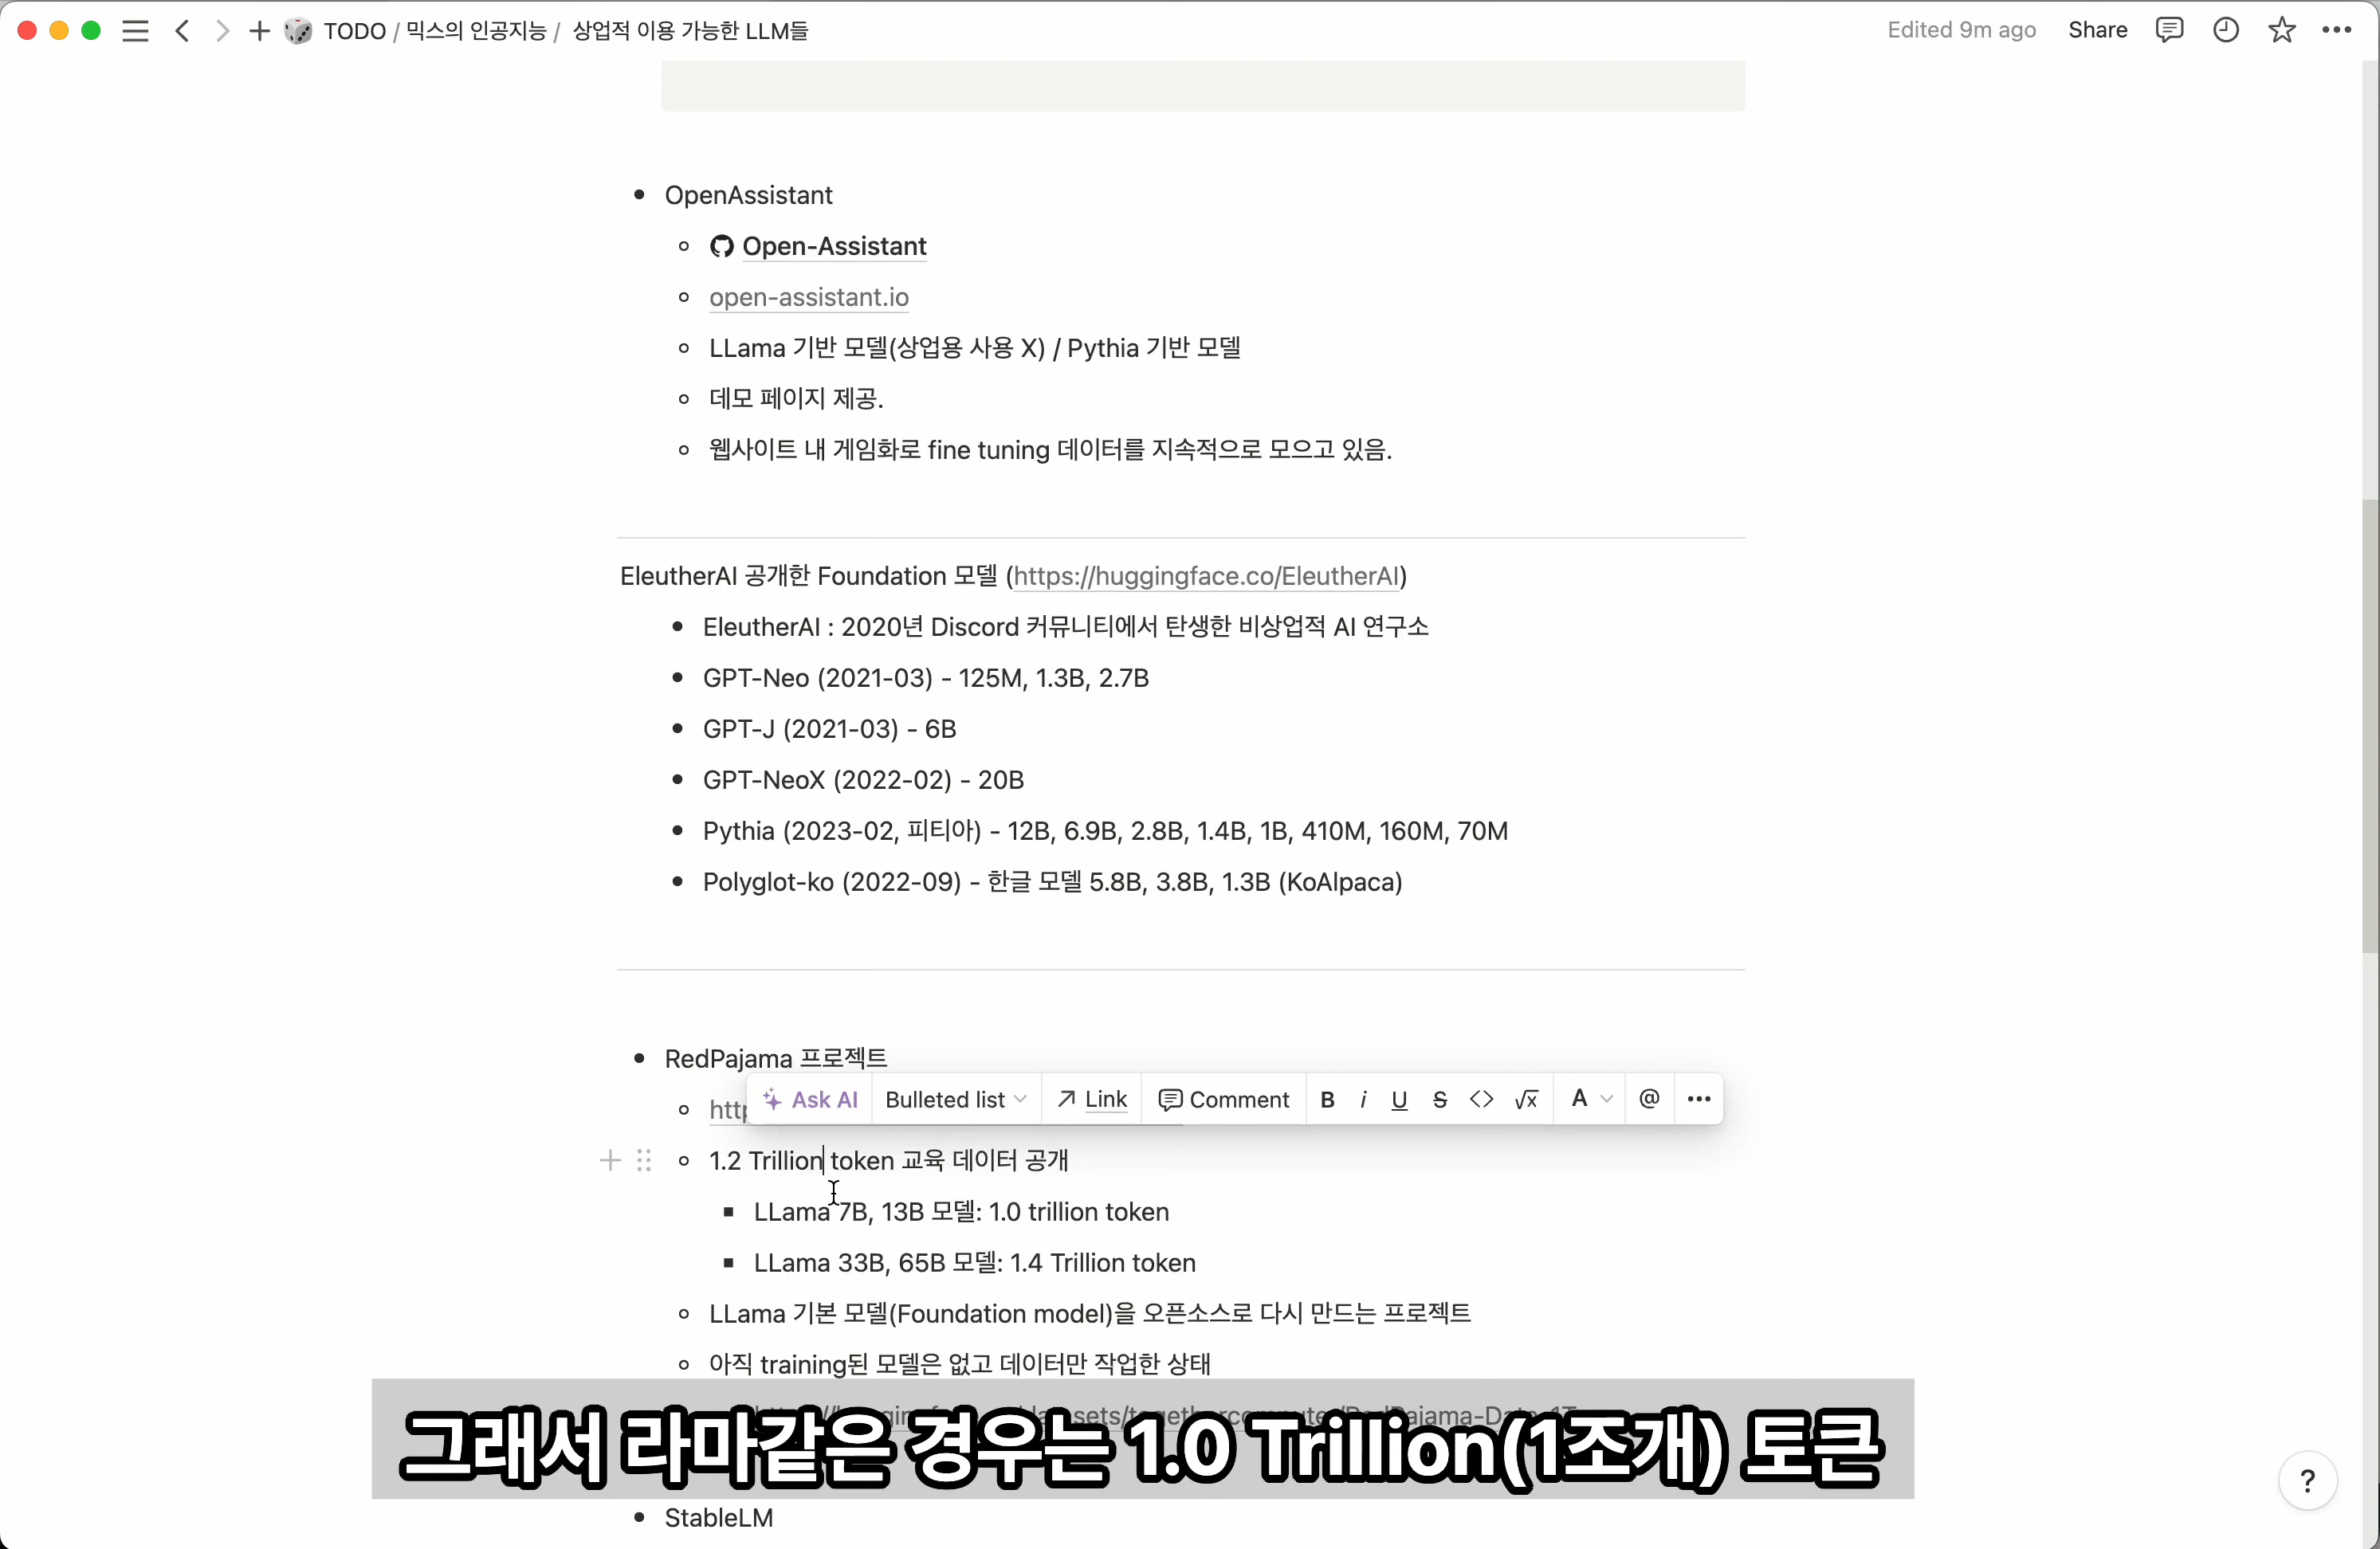 TODO / 믹스의 인공지능 / 상업적 이용 가능한 LLM들
Edited 9m ago Share
OpenAssistant
Open-Assistant
open-assistant.io
LLama 기반 모델(상업용 사용 X) / Pythia 기반 모델
데모 페이지 제공.
웹사이트 내 게임화로 fine tuning 데이터를 지속적으로 모으고 있음.
EleutherAI 공개한 Foundation 모델 (https://huggingface.co/EleutherAI)
EleutherAI : 2020년 Discord 커뮤니티에서 탄생한 비상업적 AI 연구소
GPT-Neo (2021-03) - 125M, 1.3B, 2.7B
GPT-J (2021-03) - 6B
GPT-NeoX (2022-02) - 20B
Pythia (2023-02, 피티아) - 12B, 6.9B, 2.8B, 1.4B, 1B, 410M, 160M, 70M
Polyglot-ko (2022-09) - 한글 모델 5.8B, 3.8B, 1.3B (KoAlpaca)
RedPajama 프로젝트
Ask AI Bulleted list Link Comment B i U S <> √x A @ •••
1.2 Trillion token 교육 데이터 공개
LLama 7B, 13B 모델: 1.0 trillion token
LLama 33B, 65B 모델: 1.4 Trillion token
LLama 기본 모델(Foundation model)을 오픈소스로 다시 만드는 프로젝트
아직 training된 모델은 없고 데이터만 작업한 상태
그래서 라마같은 경우는 1.0 Trillion(1조개) 토큰
?
StableLM